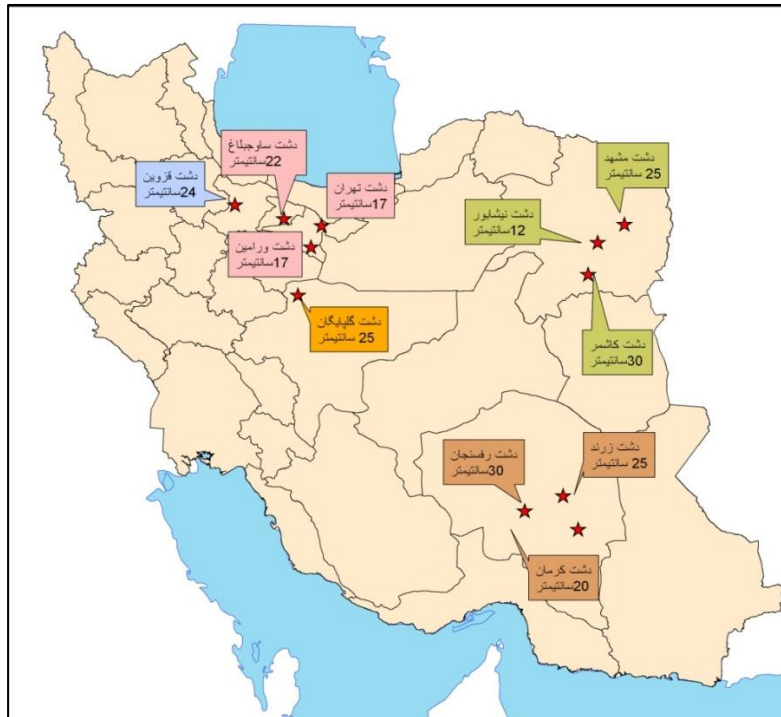 دشت ساوجبلاغ
22سانتیمتر
دشت قزوین
24سانتیمتر
دشت تهران
17سانتیمتر
دشت ورامین
17سانتیمتر
دشت مشهد
25 سانتیمتر
دشت نیشابور
12سانتیمتر
دشت کاشمر
30سانتیمتر
دشت گلپایگان
25 سانتیمتر
دشت زرند
25 سانتیمتر
دشت رفسنجان
30سانتیمتر
دشت کرمان
20سانتیمتر